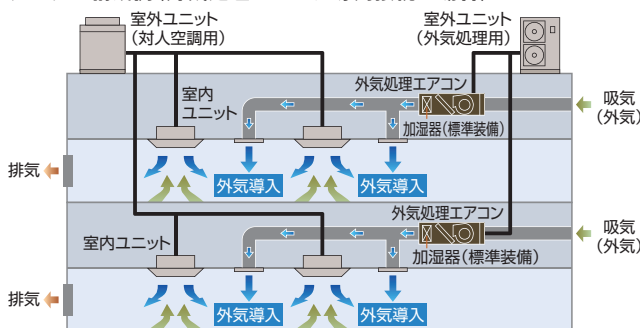 室外ユニット
（対人空調用）
室外ユニット
（外気処理用）
外気処理エアコン
室内
ユニット
加湿器（標準装備）
吸気
（外気）
排気
外気導入
外気導入
外気処理エアコン
室内ユニット
加湿器（標準装備）
吸気
（外気）
排気
外気導入
外気導入